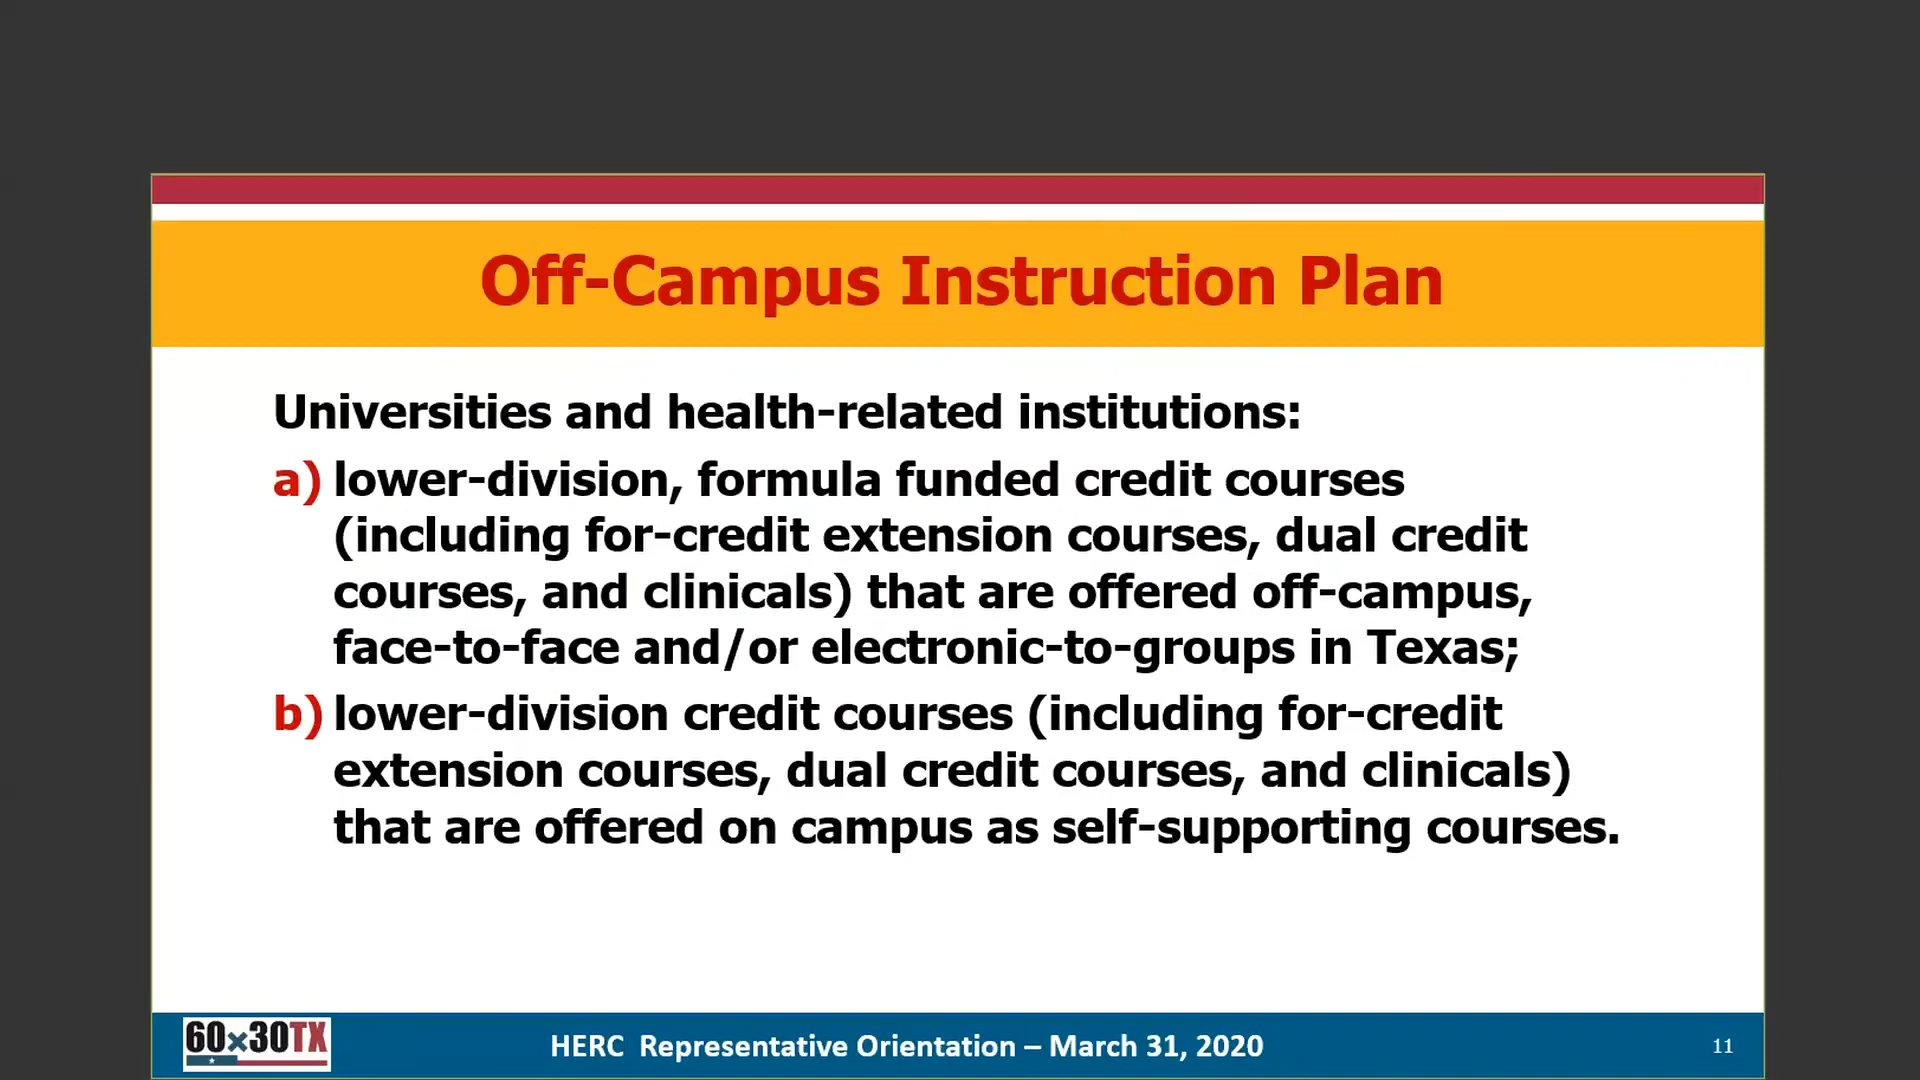 Off-Campus Instruction Plan
Universities and health-related institutions:
a) lower-division, formula funded credit courses
(including for-credit extension courses, dual credit
courses, and clinicals) that are offered off-campus,
face-to-face and/or electronic-to-groups in Texas;
b) lower-division credit courses (including for-credit
extension courses, dual credit courses, and clinicals)
that are offered on campus as self-supporting courses.
60x30TX
HERC Representative Orientation – March 31, 2020
11